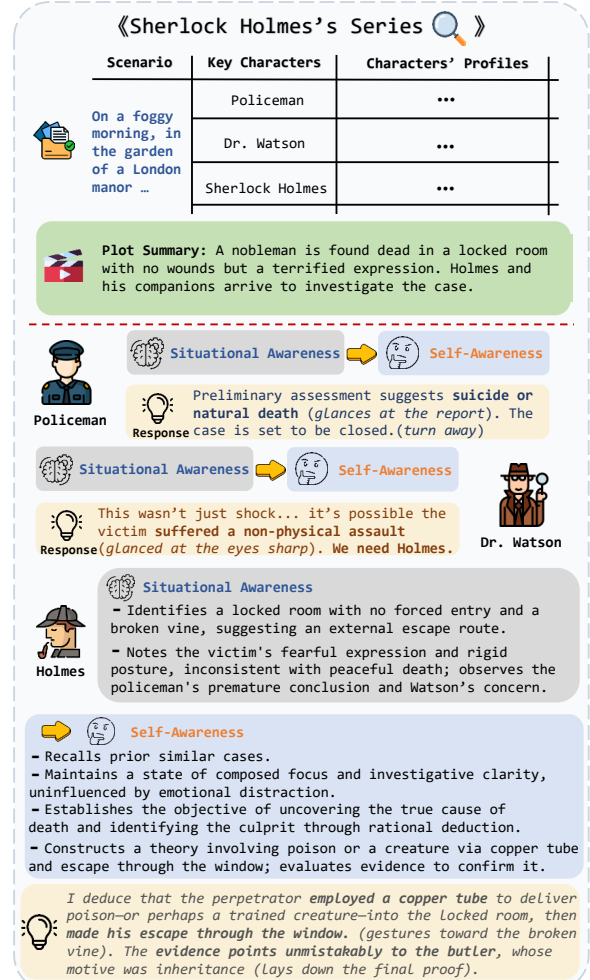 《Sherlock Holmes’s Series 》
Scenario Key Characters Characters’ Profiles
On a foggy
morning, in
the garden
of a London
manor …
Policeman …
Dr. Watson …
Sherlock Holmes …
Plot Summary: A nobleman is found dead in a locked room
with no wounds but a terrified expression. Holmes and
his companions arrive to investigate the case.
Situational Awareness Self-Awareness
Policeman
Preliminary assessment suggests suicide or
natural death (glances at the report). The
Response case is set to be closed.(turn away)
Situational Awareness Self-Awareness
This wasn’t just shock... it’s possible the
victim suffered a non-physical assault
Response (glanced at the eyes sharp). We need Holmes.
Dr. Watson
Situational Awareness
– Identifies a locked room with no forced entry and a
broken vine, suggesting an external escape route.
– Notes the victim's fearful expression and rigid
posture, inconsistent with peaceful death; observes the
policeman's premature conclusion and Watson’s concern.
Holmes
Self-Awareness
– Recalls prior similar cases.
– Maintains a state of composed focus and investigative clarity,
uninfluenced by emotional distraction.
– Establishes the objective of uncovering the true cause of
death and identifying the culprit through rational deduction.
– Constructs a theory involving poison or a creature via copper tube
and escape through the window; evaluates evidence to confirm it.
I deduce that the perpetrator employed a copper tube to deliver
poison—or perhaps a trained creature—into the locked room, then
made his escape through the window. (gestures toward the broken
vine). The evidence points unmistakably to the butler, whose
motive was inheritance (lays down the final proof).